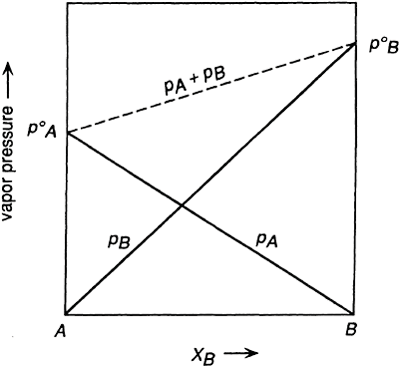 p°B
pA + pB
p°A
vapor pressure →
pB
pA
A
B
XB →